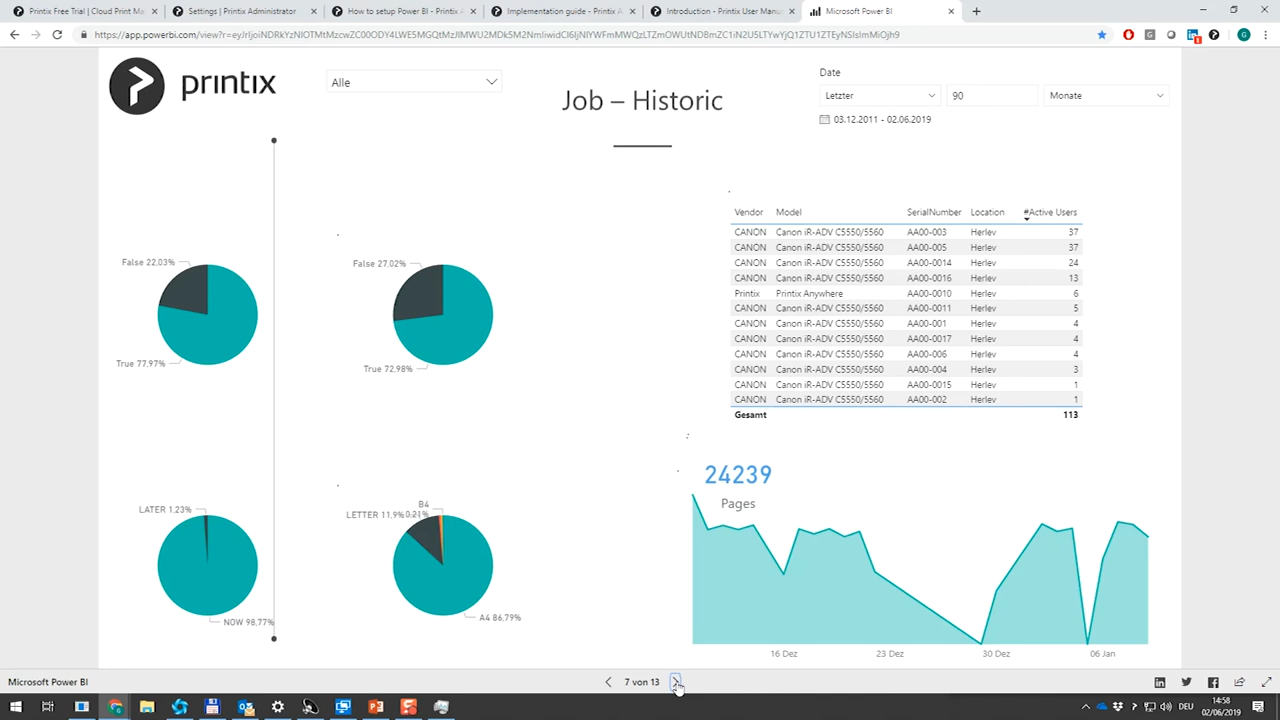 Printix Free Trial | Cloud Print Ma
Settings | Printix Administrator
How to setup Power BI - Printix A
Implementation guide - Printix A
Introduction - Printix User Manu
Microsoft Power BI
printix
Alle
Job – Historic
Date
Letzter 90 Monate
03.12.2011 - 02.06.2019
Vendor Model SerialNumber Location #Active Users
CANON Canon iR-ADV C5550/5560 AA00-003 Herlev 37
CANON Canon iR-ADV C5550/5560 AA00-005 Herlev 37
CANON Canon iR-ADV C5550/5560 AA00-0014 Herlev 24
CANON Canon iR-ADV C5550/5560 AA00-0016 Herlev 13
Printix Printix Anywhere AA00-0010 Herlev 6
CANON Canon iR-ADV C5550/5560 AA00-0011 Herlev 5
CANON Canon iR-ADV C5550/5560 AA00-001 Herlev 4
CANON Canon iR-ADV C5550/5560 AA00-0017 Herlev 4
CANON Canon iR-ADV C5550/5560 AA00-006 Herlev 4
CANON Canon iR-ADV C5550/5560 AA00-004 Herlev 3
CANON Canon iR-ADV C5550/5560 AA00-0015 Herlev 1
CANON Canon iR-ADV C5550/5560 AA00-002 Herlev 1
Gesamt 113
False 22,03%
True 77,97%
False 27,02%
True 72,98%
LATER 1,23%
NOW 98,77%
B4
0,21%
LETTER 11,9%
A4 86,79%
24239
Pages
16 Dez 23 Dez 30 Dez 06 Jan
Microsoft Power BI
7 von 13
DEU
14:58
02/06/2019